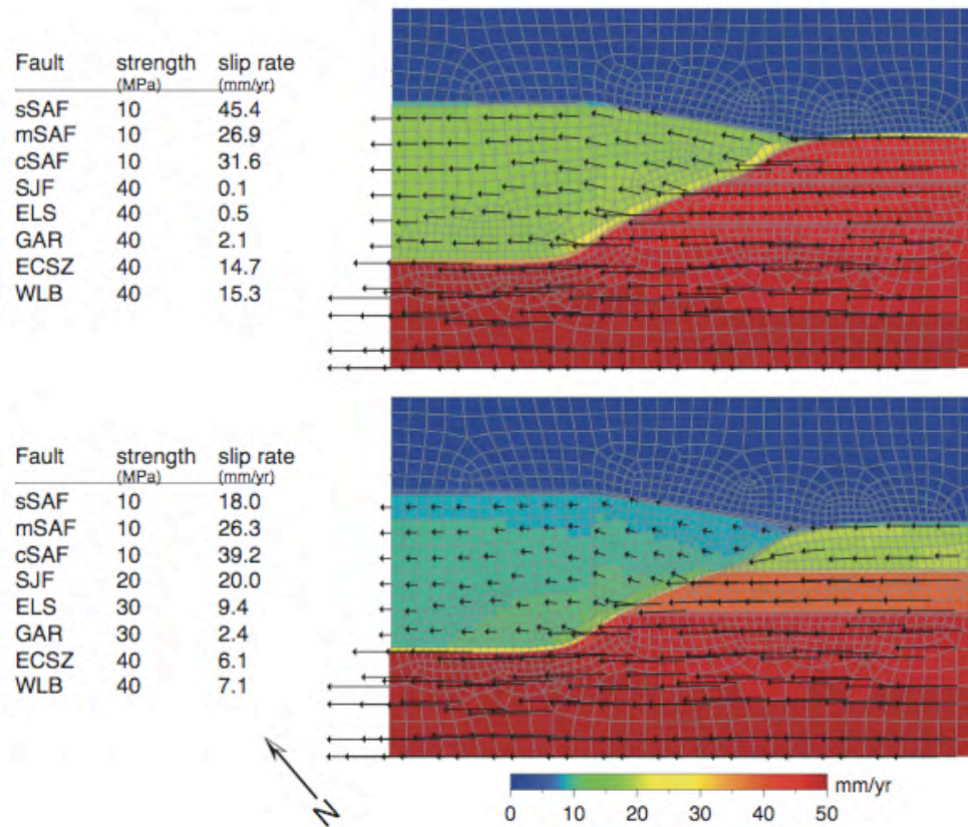 Fault strength slip rate
(MPa) (mm/yr)
sSAF 10 45.4
mSAF 10 26.9
cSAF 10 31.6
SJF 40 0.1
ELS 40 0.5
GAR 40 2.1
ECSZ 40 14.7
WLB 40 15.3
Fault strength slip rate
(MPa) (mm/yr)
sSAF 10 18.0
mSAF 10 26.3
cSAF 10 39.2
SJF 20 20.0
ELS 30 9.4
GAR 30 2.4
ECSZ 40 6.1
WLB 40 7.1
N
mm/yr
0 10 20 30 40 50